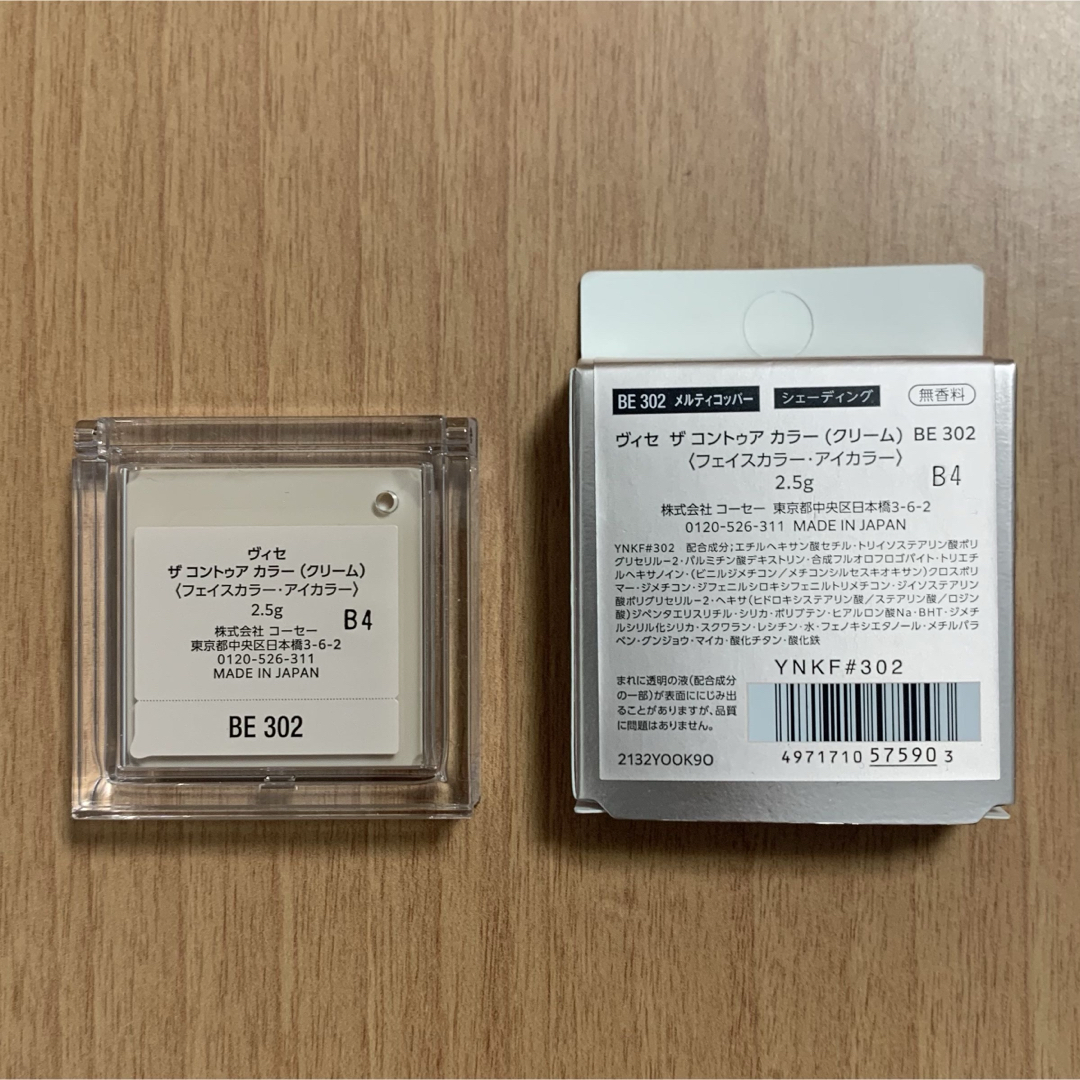 ヴィセ
ザ コントゥア カラー (クリーム)
〈フェイスカラー・アイカラー〉
2.5g
B4
株式会社 コーセー
東京都中央区日本橋3-6-2
0120-526-311
MADE IN JAPAN
BE 302
BE 302 メルティコッパー シェーディング 無香料
ヴィセ ザ コントゥア カラー (クリーム) BE 302
〈フェイスカラー・アイカラー〉
2.5g
B4
株式会社 コーセー 東京都中央区日本橋3-6-2
0120-526-311 MADE IN JAPAN
YNKF#302 配合成分;エチルヘキサン酸セチル・トリイソステアリン酸ポリ
グリセリル-2・パルミチン酸デキストリン・合成フルオロフロゴパイト・トリエチ
ルヘキサノイン・(ビニルジメチコン/メチコンシルセスキオキサン)クロスポリ
マー・ジメチコン・ジフェニルシロキシフェニルトリメチコン・ジイソステアリン
酸ポリグリセリル-2・ヘキサ(ヒドロキシステアリン酸/ステアリン酸/ロジン
酸)ジペンタエリスリチル・シリカ・ポリブテン・ヒアルロン酸Na・BHT・ジメチ
ルシリル化シリカ・スクワラン・レシチン・水・フェノキシエタノール・メチルパラ
ベン・グンジョウ・マイカ・酸化チタン・酸化鉄
YNKF#302
まれに透明の液(配合成分
の一部)が表面ににじみ出
ることがありますが、品質
に問題はありません。
2132YOOK9O
4971710 57590 3